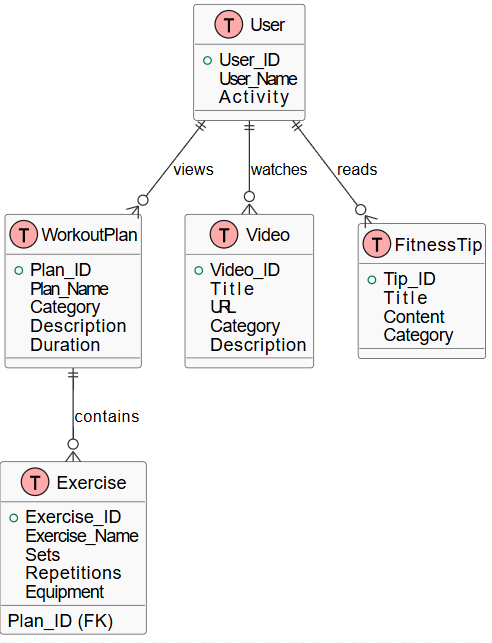 T User
User_ID
User_Name
Activity
views
watches
reads
T WorkoutPlan
Plan_ID
Plan_Name
Category
Description
Duration
T Video
Video_ID
Title
URL
Category
Description
T FitnessTip
Tip_ID
Title
Content
Category
contains
T Exercise
Exercise_ID
Exercise_Name
Sets
Repetitions
Equipment
Plan_ID (FK)